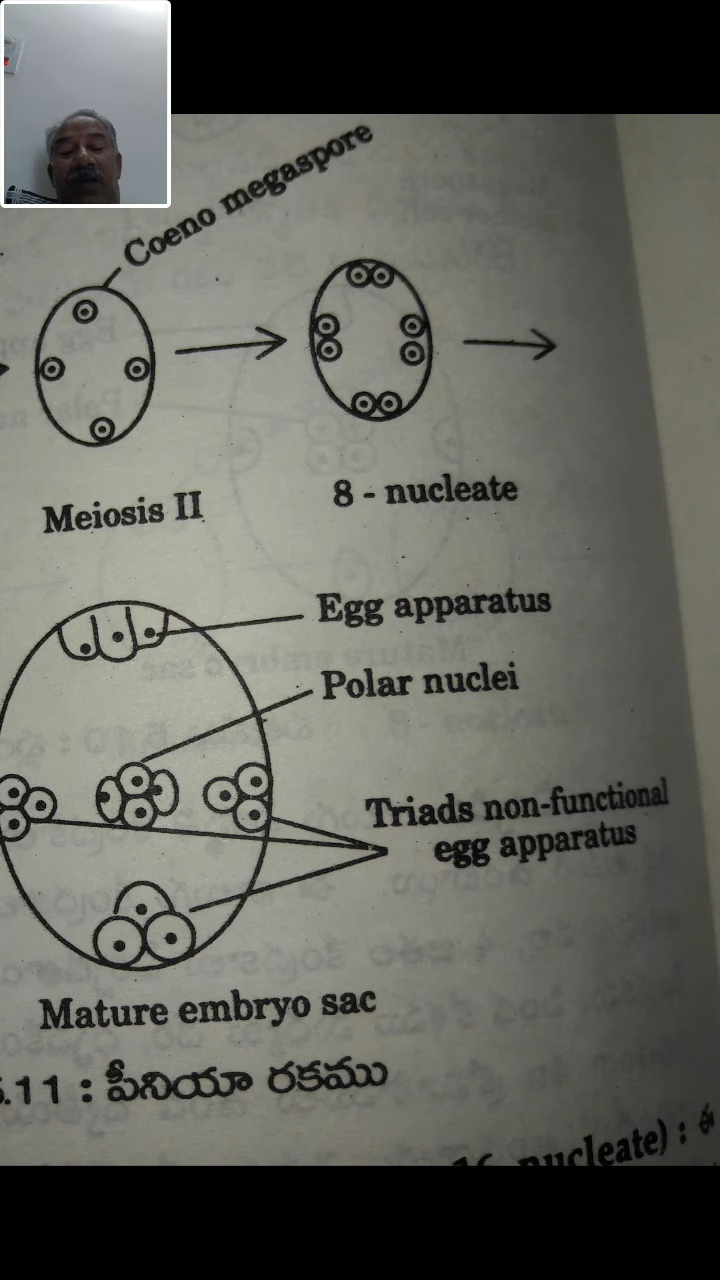 Coeno megaspore
Meiosis II
8 - nucleate
Egg apparatus
Polar nuclei
Triads non-functional
egg apparatus
Mature embryo sac
.11 : పీనియా రకము
nucleate) :